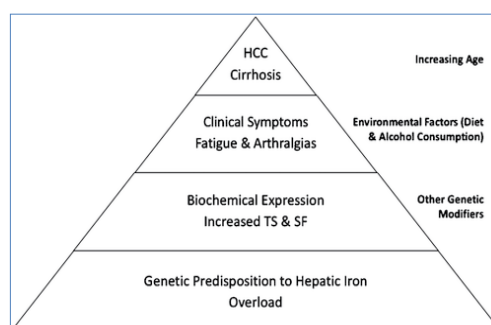 HCC
Cirrhosis
Increasing Age
Clinical Symptoms
Fatigue & Arthralgias
Environmental Factors (Diet
& Alcohol Consumption)
Biochemical Expression
Increased TS & SF
Other Genetic
Modifiers
Genetic Predisposition to Hepatic Iron
Overload